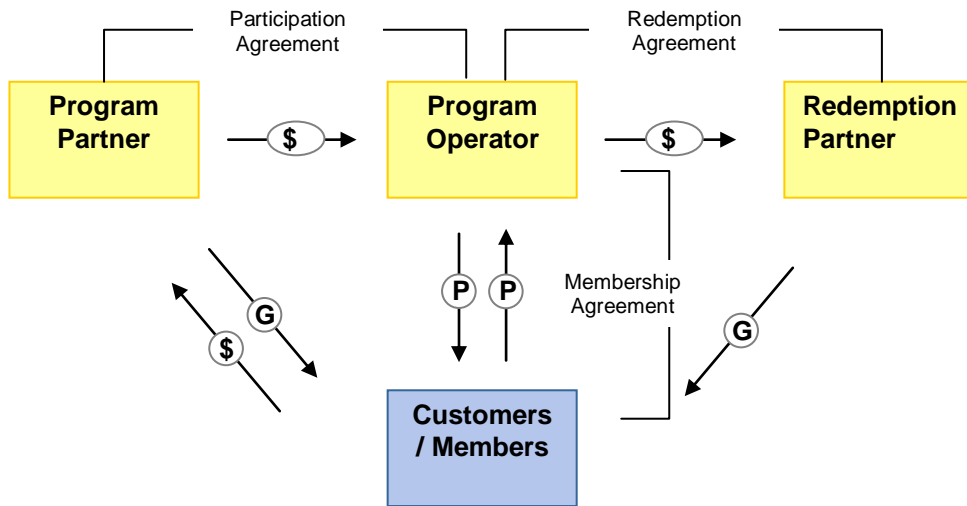 Participation
Agreement
Redemption
Agreement
Program
Partner
Program
Operator
Redemption
Partner
$
$
Membership
Agreement
P
P
G
G
$
Customers
/ Members